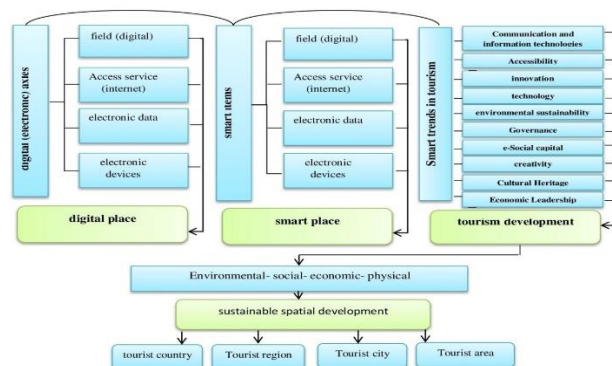 digital (electronic) axies
field (digital)
Access service
(internet)
electronic data
electronic
devices
digital place
smart items
field (digital)
Access service
(internet)
electronic data
electronic
devices
smart place
Smart trends in tourism
Communication and
information technologies
Accessibility
innovation
technology
environmental sustainability
Governance
e-Social capital
creativity
Cultural Heritage
Economic Leadership
tourism development
Environmental- social- economic- physical
sustainable spatial development
tourist country
Tourist region
Tourist city
Tourist area